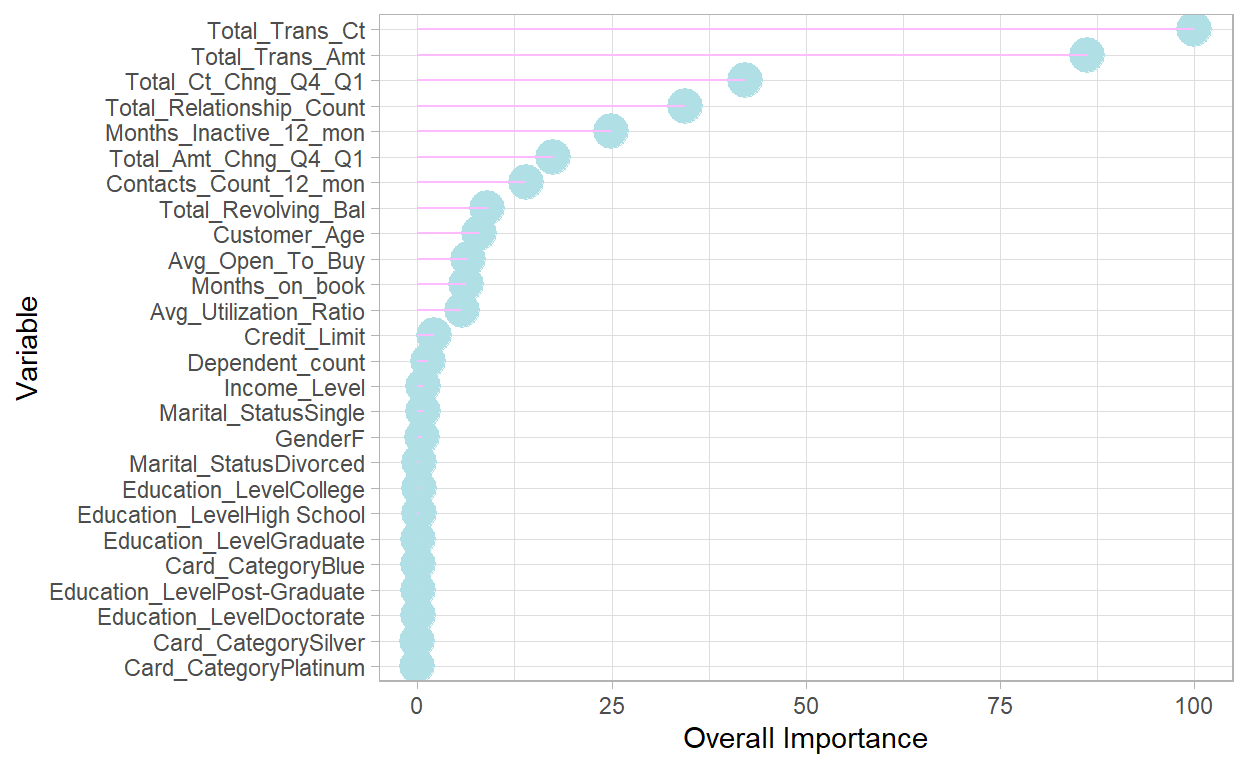 Total_Trans_Ct
Total_Trans_Amt
Total_Ct_Chng_Q4_Q1
Total_Relationship_Count
Months_Inactive_12_mon
Total_Amt_Chng_Q4_Q1
Contacts_Count_12_mon
Total_Revolving_Bal
Customer_Age
Avg_Open_To_Buy
Months_on_book
Avg_Utilization_Ratio
Credit_Limit
Dependent_count
Income_Level
Marital_StatusSingle
GenderF
Marital_StatusDivorced
Education_LevelCollege
Education_LevelHigh School
Education_LevelGraduate
Card_CategoryBlue
Education_LevelPost-Graduate
Education_LevelDoctorate
Card_CategorySilver
Card_CategoryPlatinum
Variable
0 25 50 75 100
Overall Importance